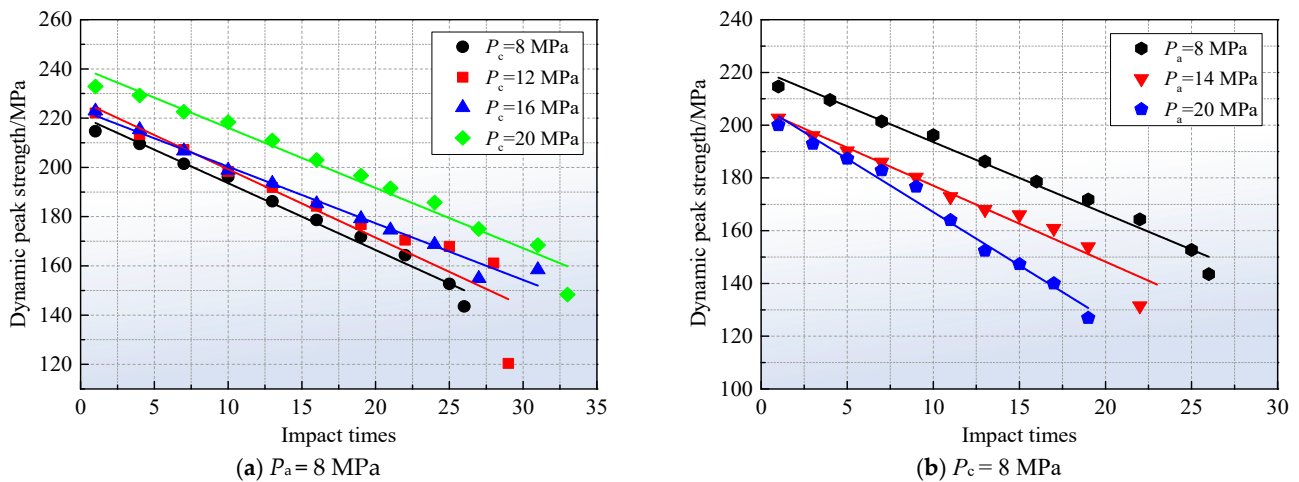 260
240
220
200
180
160
140
120
0
5
10
15
20
25
30
35
Dynamic peak strength/MPa
Impact times
Pc=8 MPa
Pc=12 MPa
Pc=16 MPa
Pc=20 MPa
(a) Pa = 8 MPa
240
220
200
180
160
140
120
100
0
5
10
15
20
25
30
Dynamic peak strength/MPa
Impact times
Pa=8 MPa
Pa=14 MPa
Pa=20 MPa
(b) Pc = 8 MPa